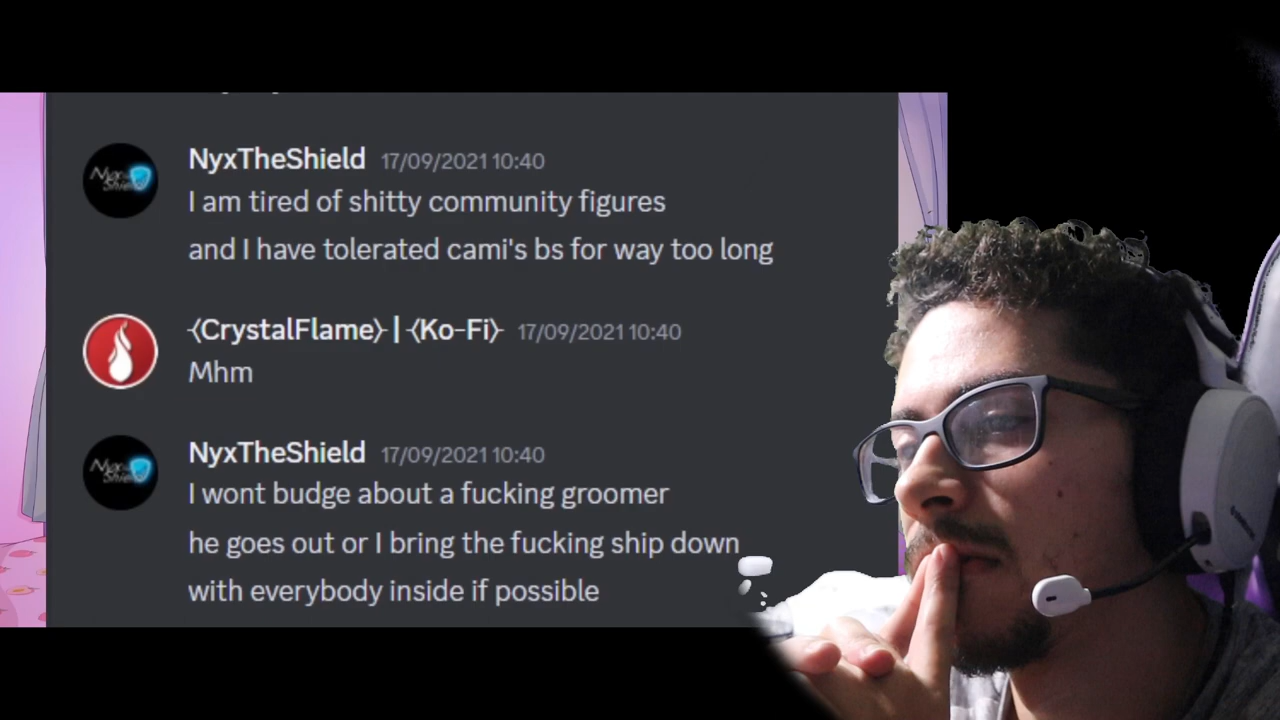 NyxTheShield 17/09/2021 10:40
I am tired of shitty community figures
and I have tolerated cami's bs for way too long
-{CrystalFlame}-| -{Ko-Fi}- 17/09/2021 10:40
Mhm
NyxTheShield 17/09/2021 10:40
I wont budge about a fucking groomer
he goes out or I bring the fucking ship down
with everybody inside if possible